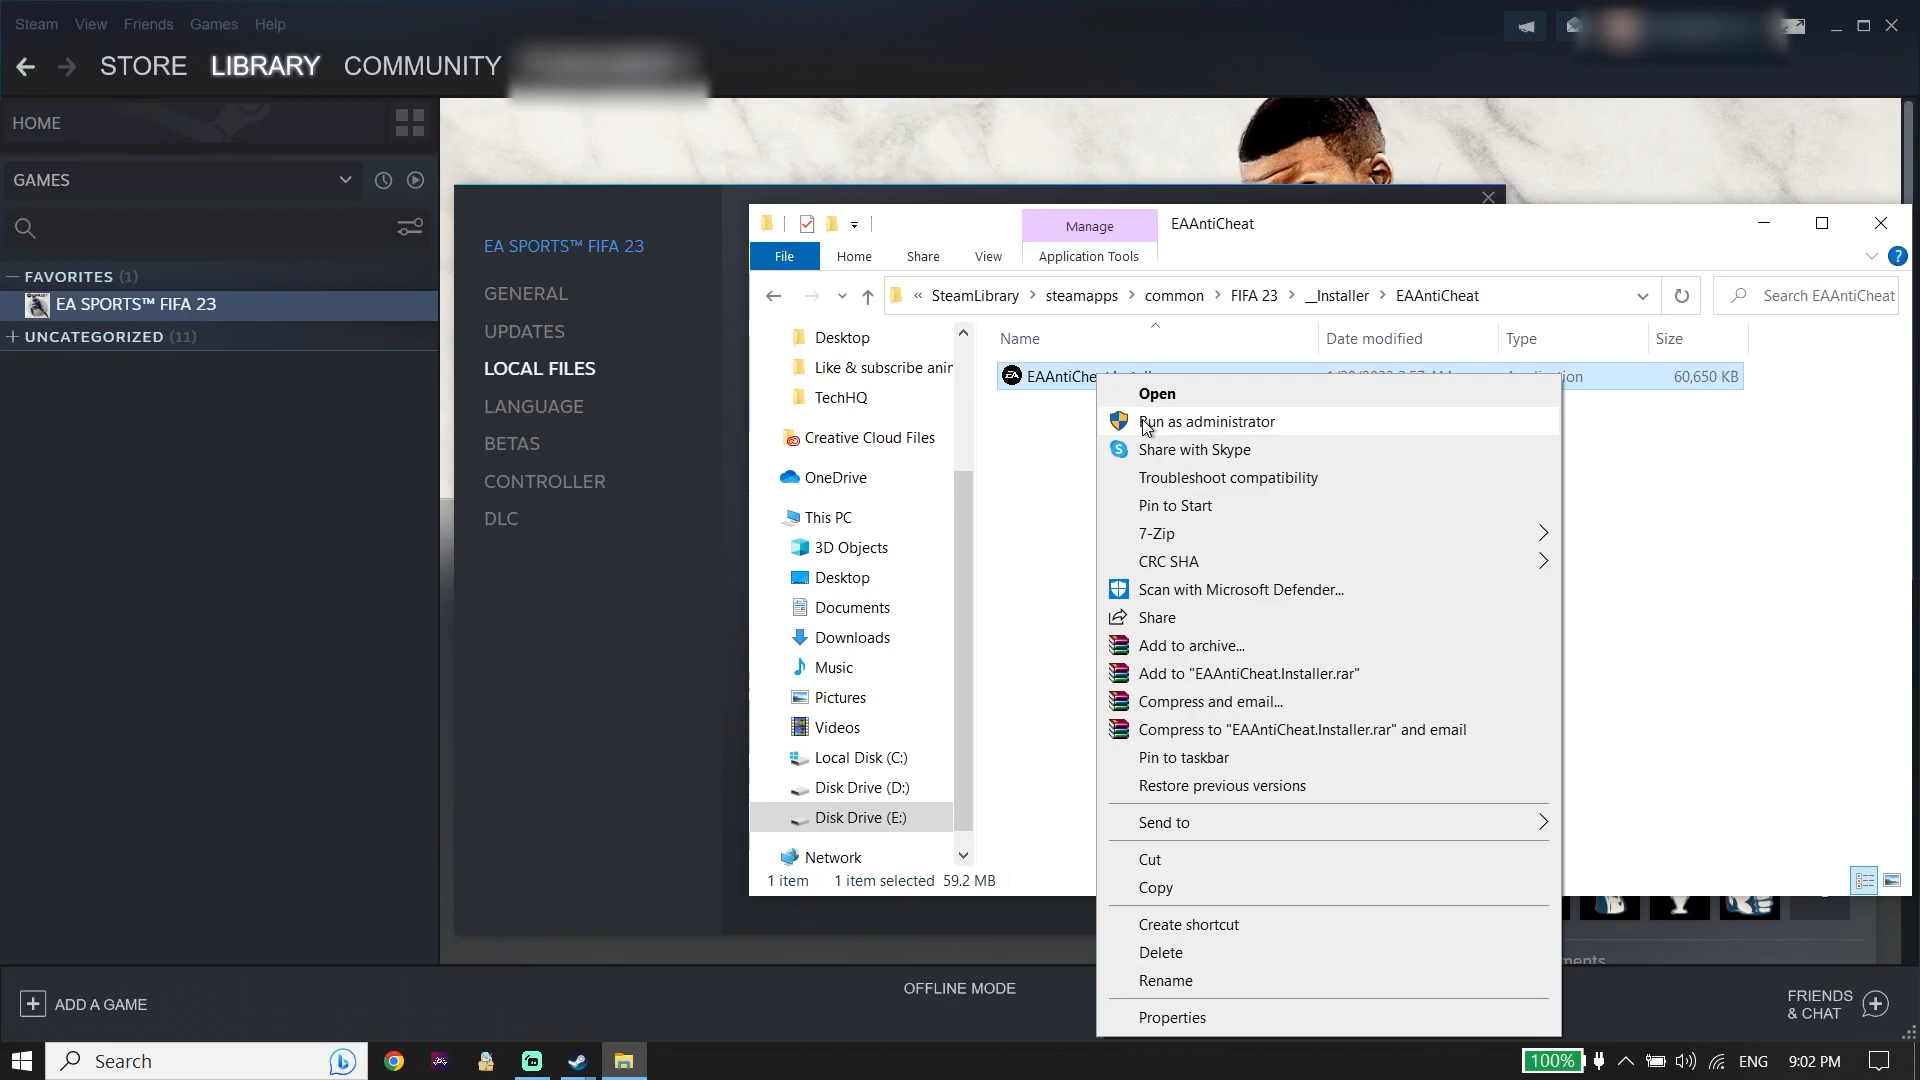 Steam View Friends Games Help
STORE LIBRARY COMMUNITY
HOME
GAMES
FAVORITES (1)
EA SPORTS™ FIFA 23
UNCATEGORIZED (11)
EA SPORTS™ FIFA 23
GENERAL
UPDATES
LOCAL FILES
LANGUAGE
BETAS
CONTROLLER
DLC
Manage EAAntiCheat
File Home Share View Application Tools
« SteamLibrary steamapps common FIFA 23 __Installer EAAntiCheat
Search EAAntiCheat
Desktop
Like & subscribe anir
TechHQ
Creative Cloud Files
OneDrive
This PC
3D Objects
Desktop
Documents
Downloads
Music
Pictures
Videos
Local Disk (C:)
Disk Drive (D:)
Disk Drive (E:)
Network
1 item 1 item selected 59.2 MB
Name Date modified Type Size
60,650 KB
Open
Run as administrator
Share with Skype
Troubleshoot compatibility
Pin to Start
7-Zip
CRC SHA
Scan with Microsoft Defender...
Share
Add to archive...
Add to "EAAntiCheat.Installer.rar"
Compress and email...
Compress to "EAAntiCheat.Installer.rar" and email
Pin to taskbar
Restore previous versions
Send to
Cut
Copy
Create shortcut
Delete
Rename
Properties
ADD A GAME
OFFLINE MODE
FRIENDS
& CHAT
Search
100% ENG 9:02 PM